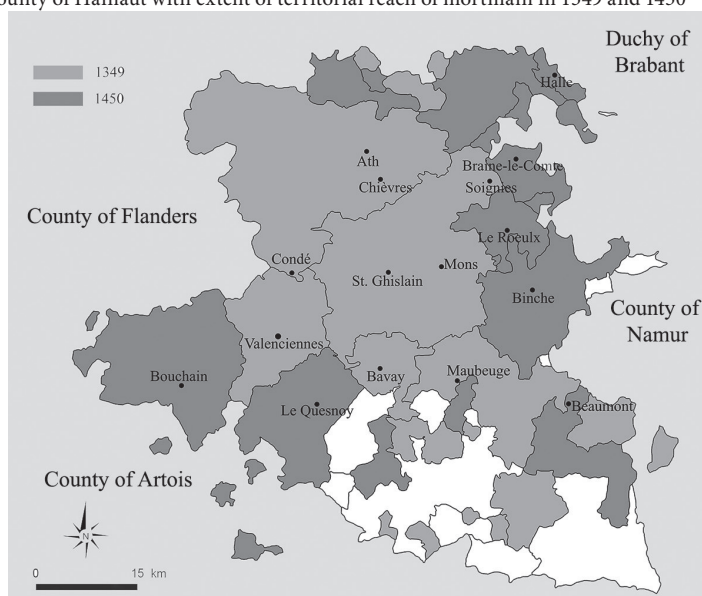 County of Hainaut with extent of territorial reach of mortmain in 1349 and 1450
Duchy of
Brabant
1349
1450
Halle
Ath
Braine-le-Comte
Chièvres
Soignies
County of Flanders
Le Roeulx
Condé
Mons
St. Ghislain
Binche
County of
Namur
Valenciennes
Bouchain
Bavay
Maubeuge
Le Quesnoy
Beaumont
County of Artois
N
0 15 km